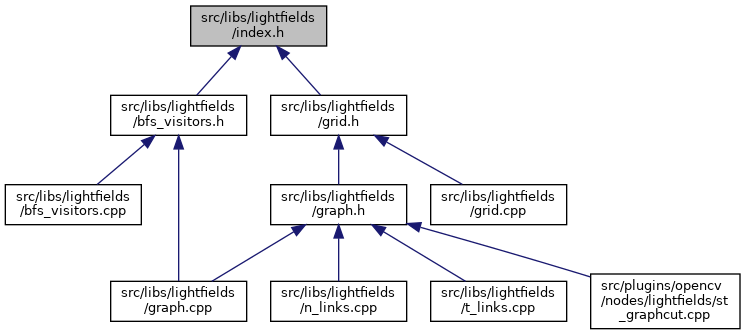 src/libs/lightfields
/index.h
src/libs/lightfields
/bfs_visitors.h
src/libs/lightfields
/grid.h
src/libs/lightfields
/bfs_visitors.cpp
src/libs/lightfields
/graph.h
src/libs/lightfields
/grid.cpp
src/libs/lightfields
/graph.cpp
src/libs/lightfields
/n_links.cpp
src/libs/lightfields
/t_links.cpp
src/plugins/opencv
/nodes/lightfields/st
_graphcut.cpp